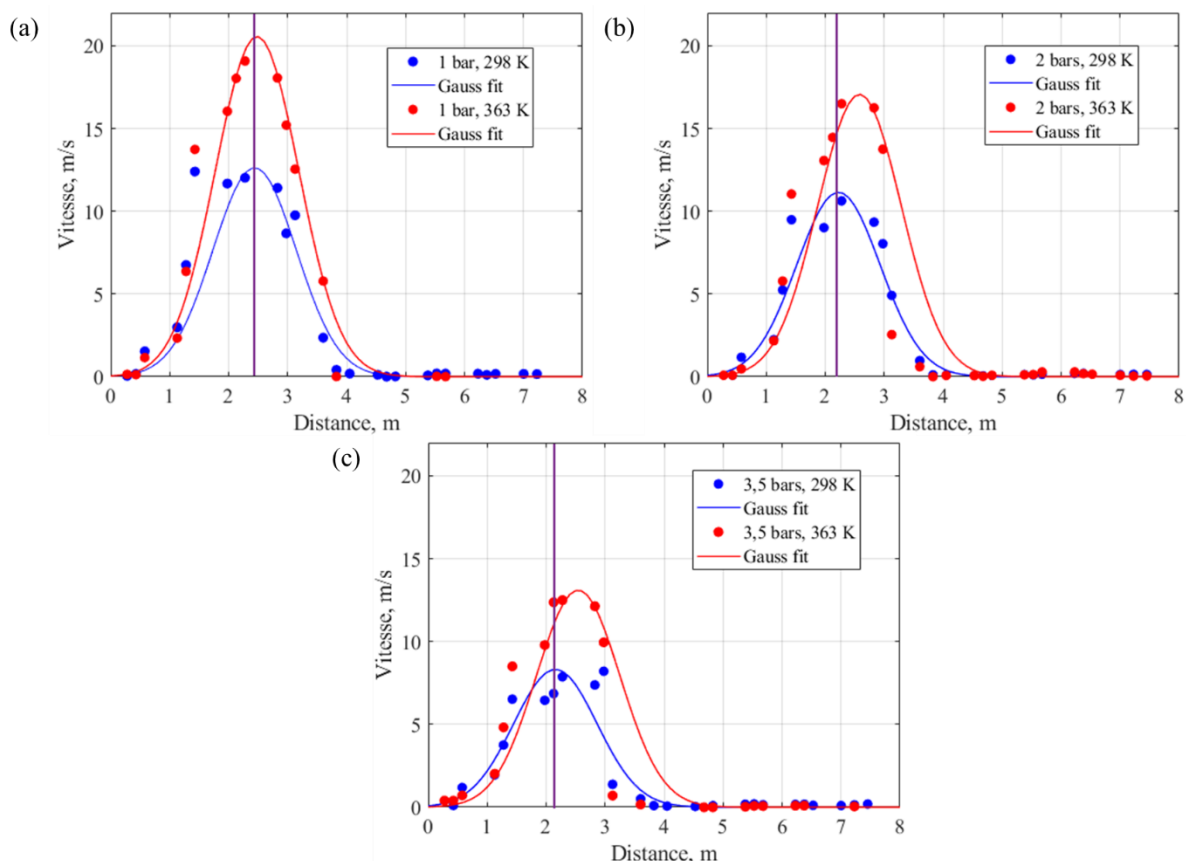 (a)
20
15
10
5
0
Vitesse, m/s
1 bar, 298 K
Gauss fit
1 bar, 363 K
Gauss fit
0 1 2 3 4 5 6 7 8
Distance, m
(b)
20
15
10
5
0
Vitesse, m/s
2 bars, 298 K
Gauss fit
2 bars, 363 K
Gauss fit
0 1 2 3 4 5 6 7 8
Distance, m
(c)
20
15
10
5
0
Vitesse, m/s
3,5 bars, 298 K
Gauss fit
3,5 bars, 363 K
Gauss fit
0 1 2 3 4 5 6 7 8
Distance, m